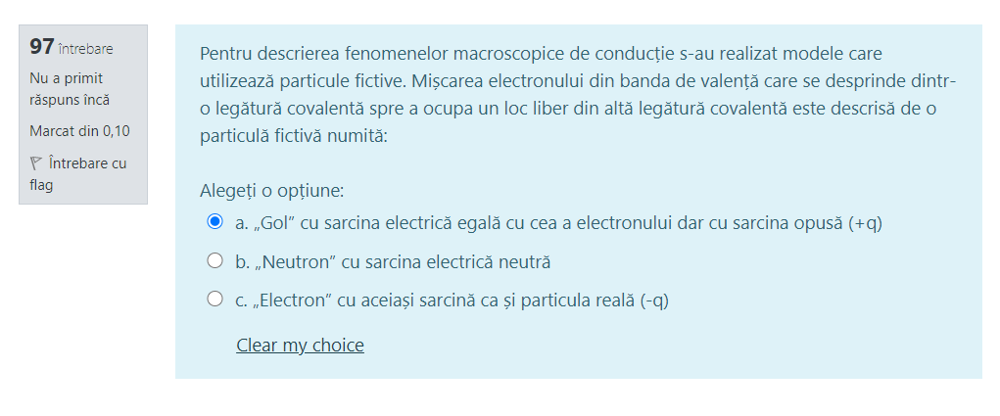 97 întrebare
Nu a primit
răspuns încă
Marcat din 0,10
Întrebare cu
flag
Pentru descrierea fenomenelor macroscopice de conducție s-au realizat modele care
utilizează particule fictive. Mișcarea electronului din banda de valență care se desprinde dintr-
o legătură covalentă spre a ocupa un loc liber din altă legătură covalentă este descrisă de o
particulă fictivă numită:
Alegeți o opțiune:
a. „Gol” cu sarcina electrică egală cu cea a electronului dar cu sarcina opusă (+q)
b. „Neutron” cu sarcina electrică neutră
c. „Electron” cu aceiași sarcină ca și particula reală (-q)
Clear my choice